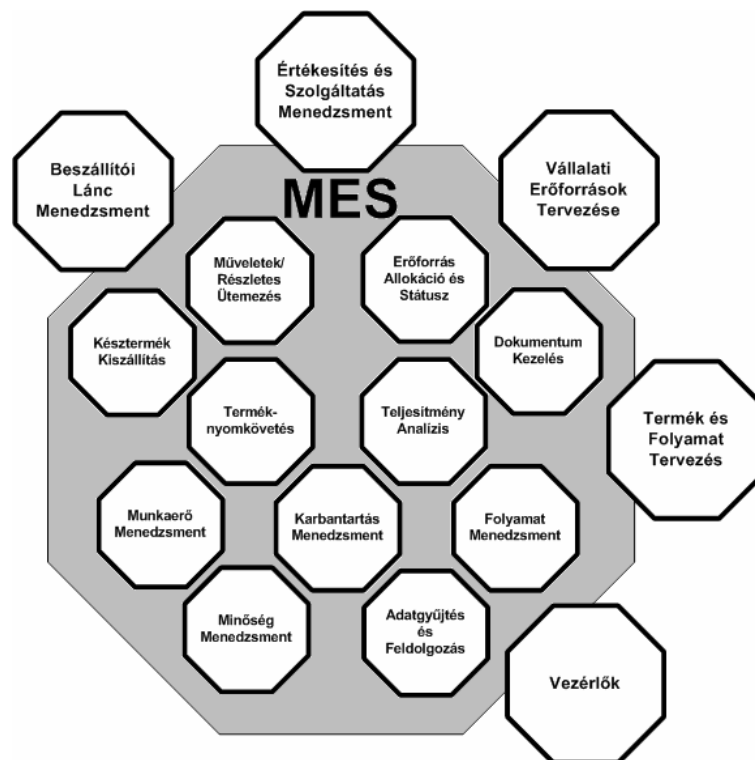 Értékesítés és
Szolgáltatás
Menedzsment
Beszállítói
Lánc
Menedzsment
Vállalati
Erőforrások
Tervezése
MES
Műveletek/
Részletes
Ütemezés
Erőforrás
Allokáció és
Státusz
Késztermék
Kiszállítás
Dokumentum
Kezelés
Termék-
nyomkövetés
Teljesítmény
Analízis
Termék és
Folyamat
Tervezés
Munkaerő
Menedzsment
Karbantartás
Menedzsment
Folyamat
Menedzsment
Minőség
Menedzsment
Adatgyűjtés
és
Feldolgozás
Vezérlők